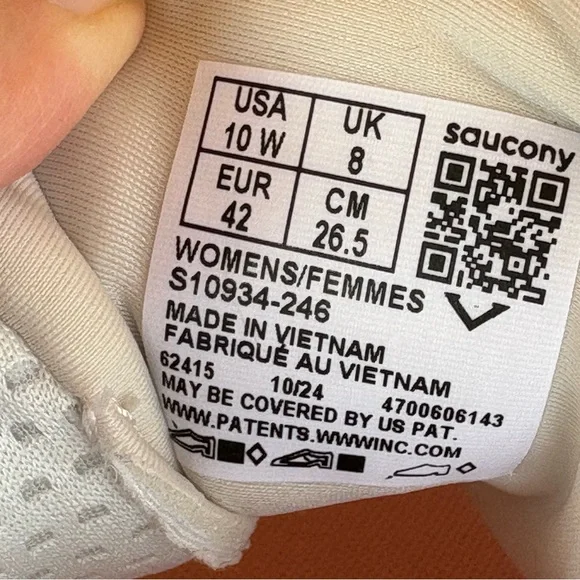 USA 10 W
UK 8
EUR 42
CM 26.5
saucony
WOMENS/FEMMES
S10934-246
MADE IN VIETNAM
FABRIQUÉ AU VIETNAM
62415 10/24 4700606143
MAY BE COVERED BY US PAT.
WWW.PATENTS.WWWINC.COM